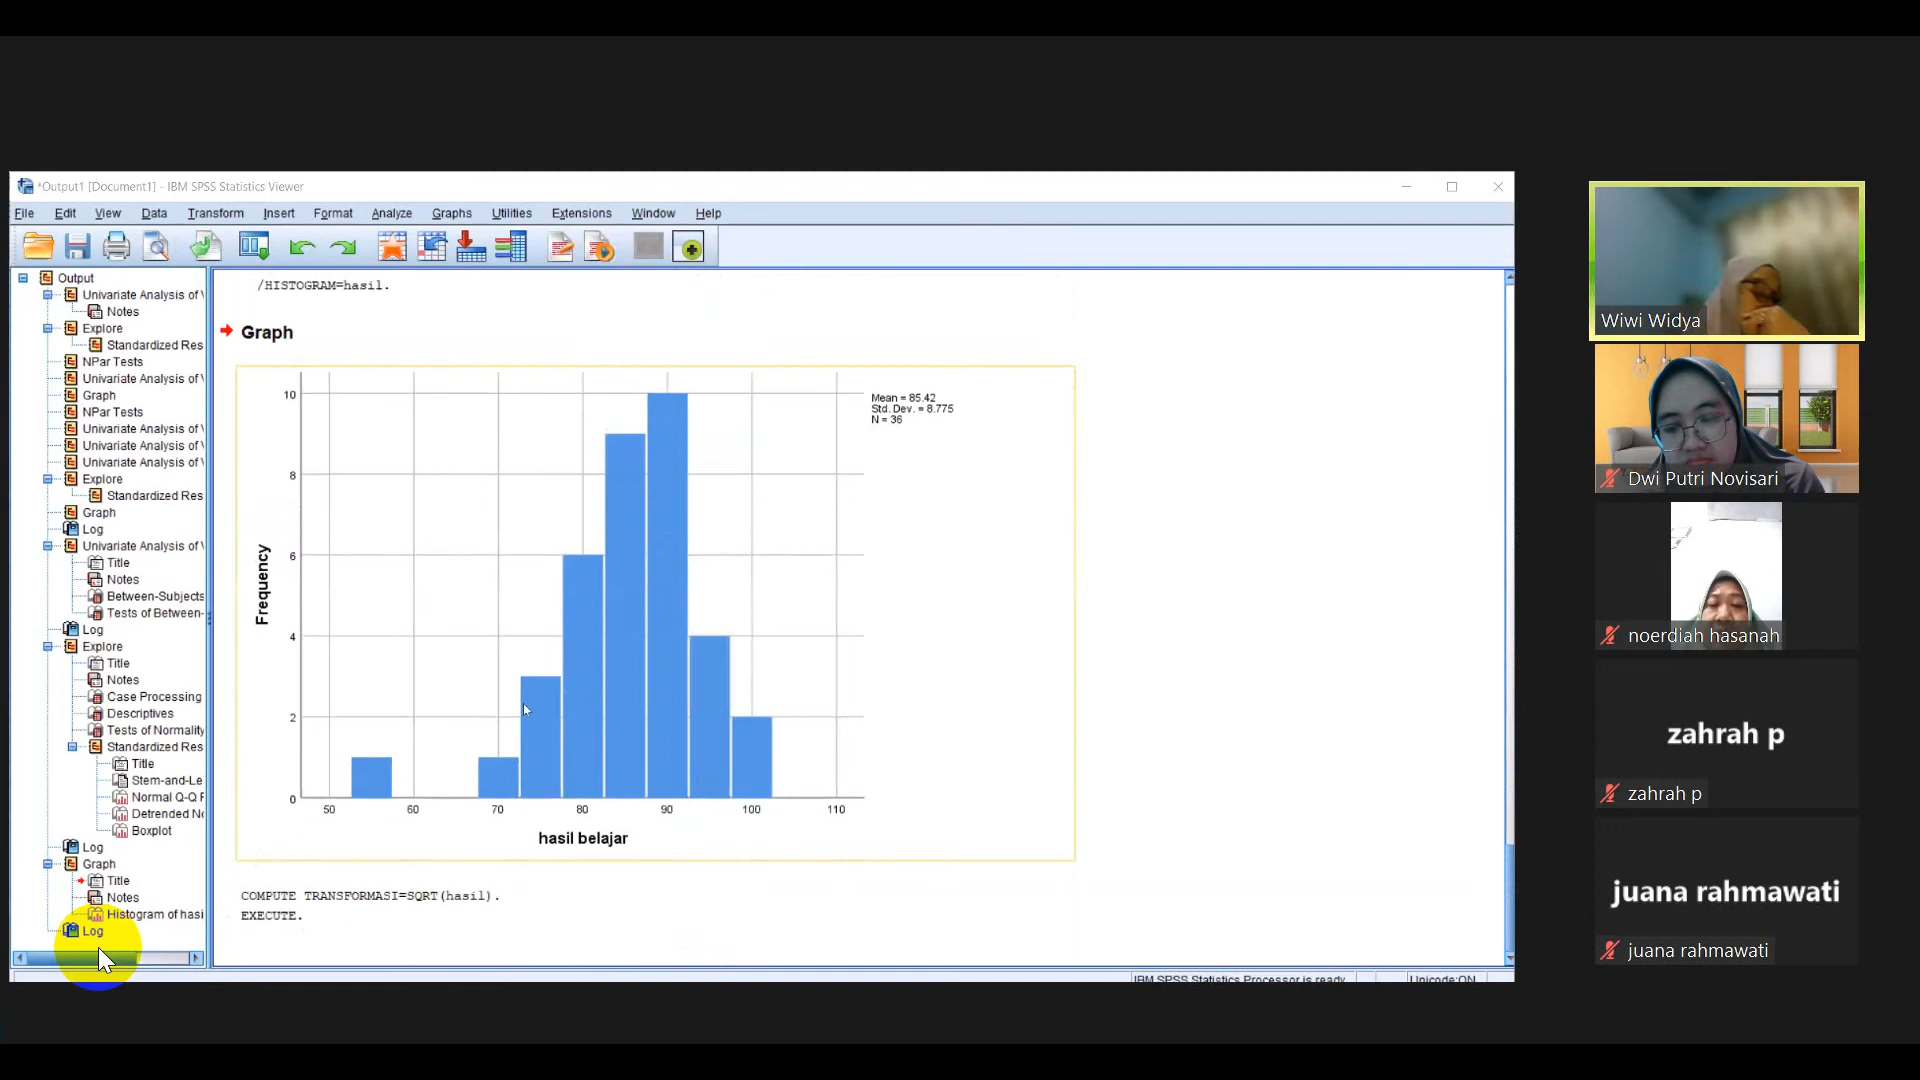 *Output1 [Document1] - IBM SPSS Statistics Viewer
File Edit View Data Transform Insert Format Analyze Graphs Utilities Extensions Window Help
Output
Univariate Analysis of
Notes
Explore
Standardized Res
NPar Tests
Univariate Analysis of
Graph
NPar Tests
Univariate Analysis of
Univariate Analysis of
Univariate Analysis of
Explore
Standardized Res
Graph
Log
Univariate Analysis of
Title
Notes
Between-Subjects
Tests of Between-
Log
Explore
Title
Notes
Case Processing
Descriptives
Tests of Normality
Standardized Res
Title
Stem-and-Le
Normal Q-Q
Detrended
Boxplot
Log
Graph
Title
Notes
Histogram of hasi
Log
/HISTOGRAM=hasil.
Graph
Mean = 85.42
Std. Dev. = 8.775
N = 36
Frequency
10
8
6
4
2
0
50 60 70 80 90 100 110
hasil belajar
COMPUTE TRANSFORMASI=SQRT(hasil).
EXECUTE.
IBM SPSS Statistics Processor is ready
Unicode:ON
Wiwi Widya
Dwi Putri Novisari
noerdiah hasanah
zahrah p
zahrah p
juana rahmawati
juana rahmawati